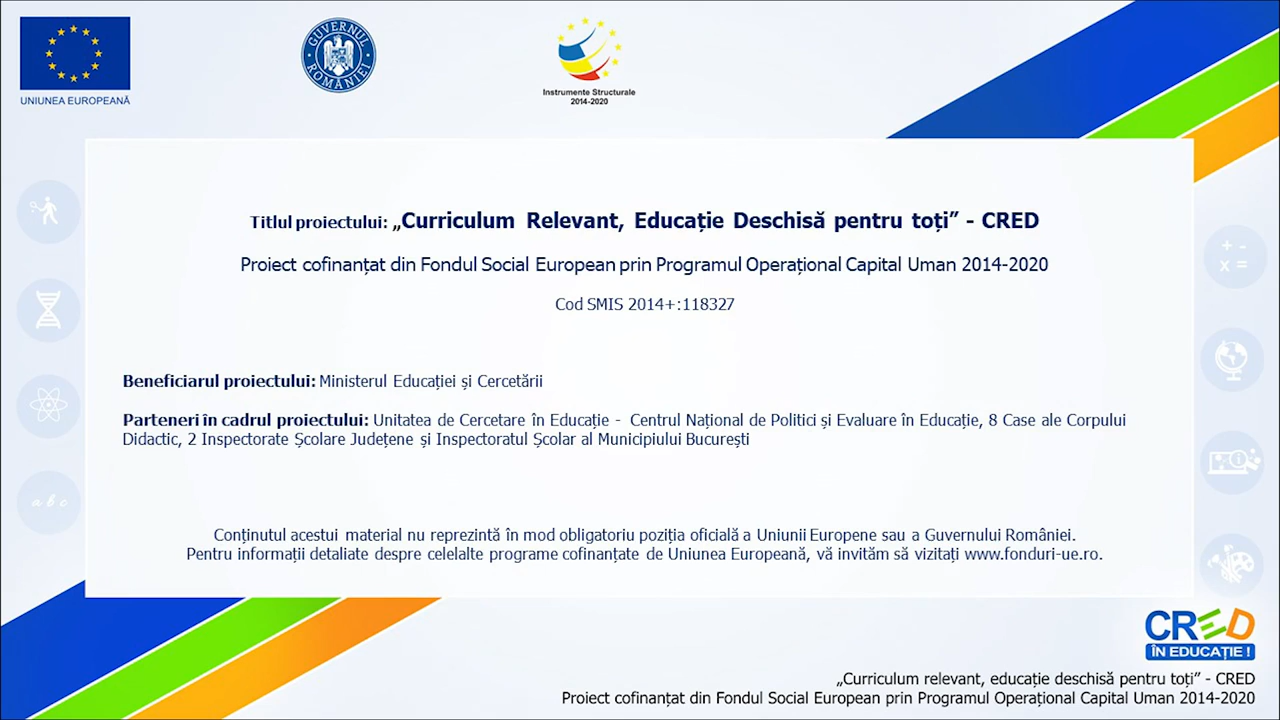 UNIUNEA EUROPEANĂ
GUVERNUL ROMÂNIEI
Instrumente Structurale
2014-2020
Titlul proiectului: „Curriculum Relevant, Educație Deschisă pentru toți” - CRED
Proiect cofinanțat din Fondul Social European prin Programul Operațional Capital Uman 2014-2020
Cod SMIS 2014+:118327
+ -
x =
Beneficiarul proiectului: Ministerul Educației și Cercetării
Parteneri în cadrul proiectului: Unitatea de Cercetare în Educație - Centrul Național de Politici și Evaluare în Educație, 8 Case ale Corpului
Didactic, 2 Inspectorate Școlare Județene și Inspectoratul Școlar al Municipiului București
a b c
Conținutul acestui material nu reprezintă în mod obligatoriu poziția oficială a Uniunii Europene sau a Guvernului României.
Pentru informații detaliate despre celelalte programe cofinanțate de Uniunea Europeană, vă invităm să vizitați www.fonduri-ue.ro.
CRED
ÎN EDUCAȚIE !
„Curriculum relevant, educație deschisă pentru toți” - CRED
Proiect cofinanțat din Fondul Social European prin Programul Operațional Capital Uman 2014-2020